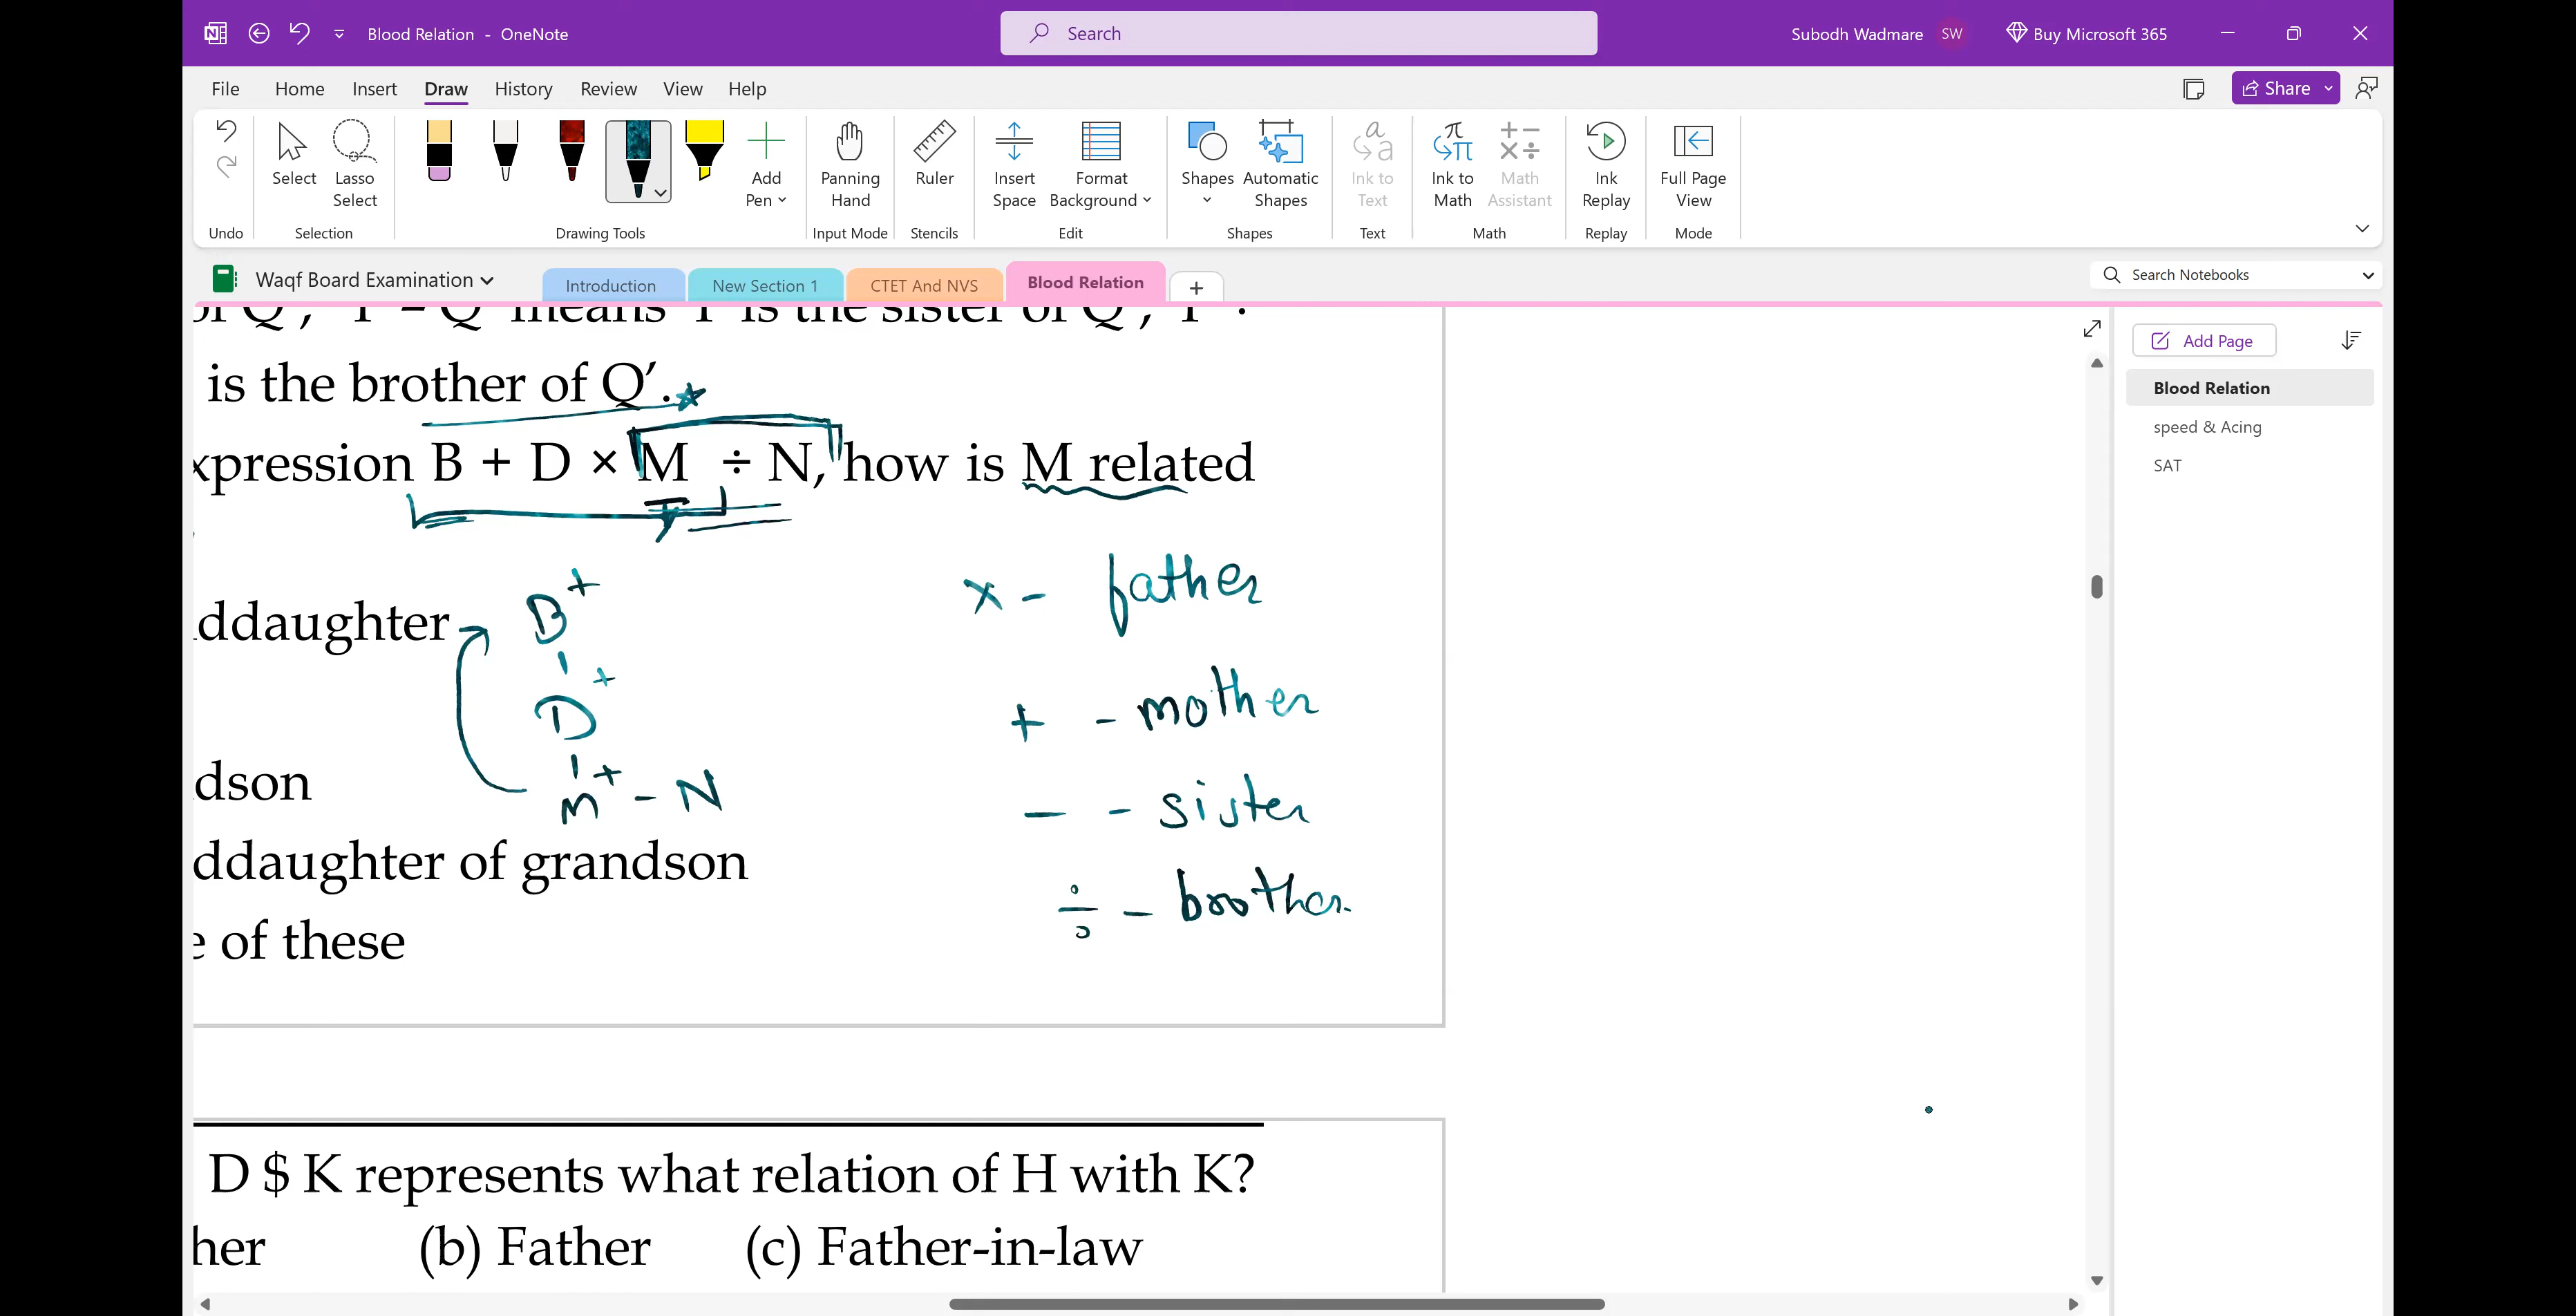 Blood Relation - OneNote
Search
Subodh Wadmare SW Buy Microsoft 365
File Home Insert Draw History Review View Help
Share
Select Lasso Select
Add Pen
Panning Hand
Ruler
Insert Space
Format Background
Shapes
Automatic Shapes
Ink to Text
Ink to Math
Math Assistant
Ink Replay
Full Page View
Undo Selection Drawing Tools Input Mode Stencils Edit Shapes Text Math Replay Mode
Waqf Board Examination Introduction New Section 1 CTET And NVS Blood Relation +
Search Notebooks
Add Page
Blood Relation
speed & Acing
SAT
means is the sister of Q',
is the brother of Q'.
xpression B + D × M ÷ N, how is M related
B+
D+
m+ - N
x - father
+ - mother
- - sister
÷ - brother
ddaughter
dson
ddaughter of grandson
e of these
D $ K represents what relation of H with K?
her (b) Father (c) Father-in-law